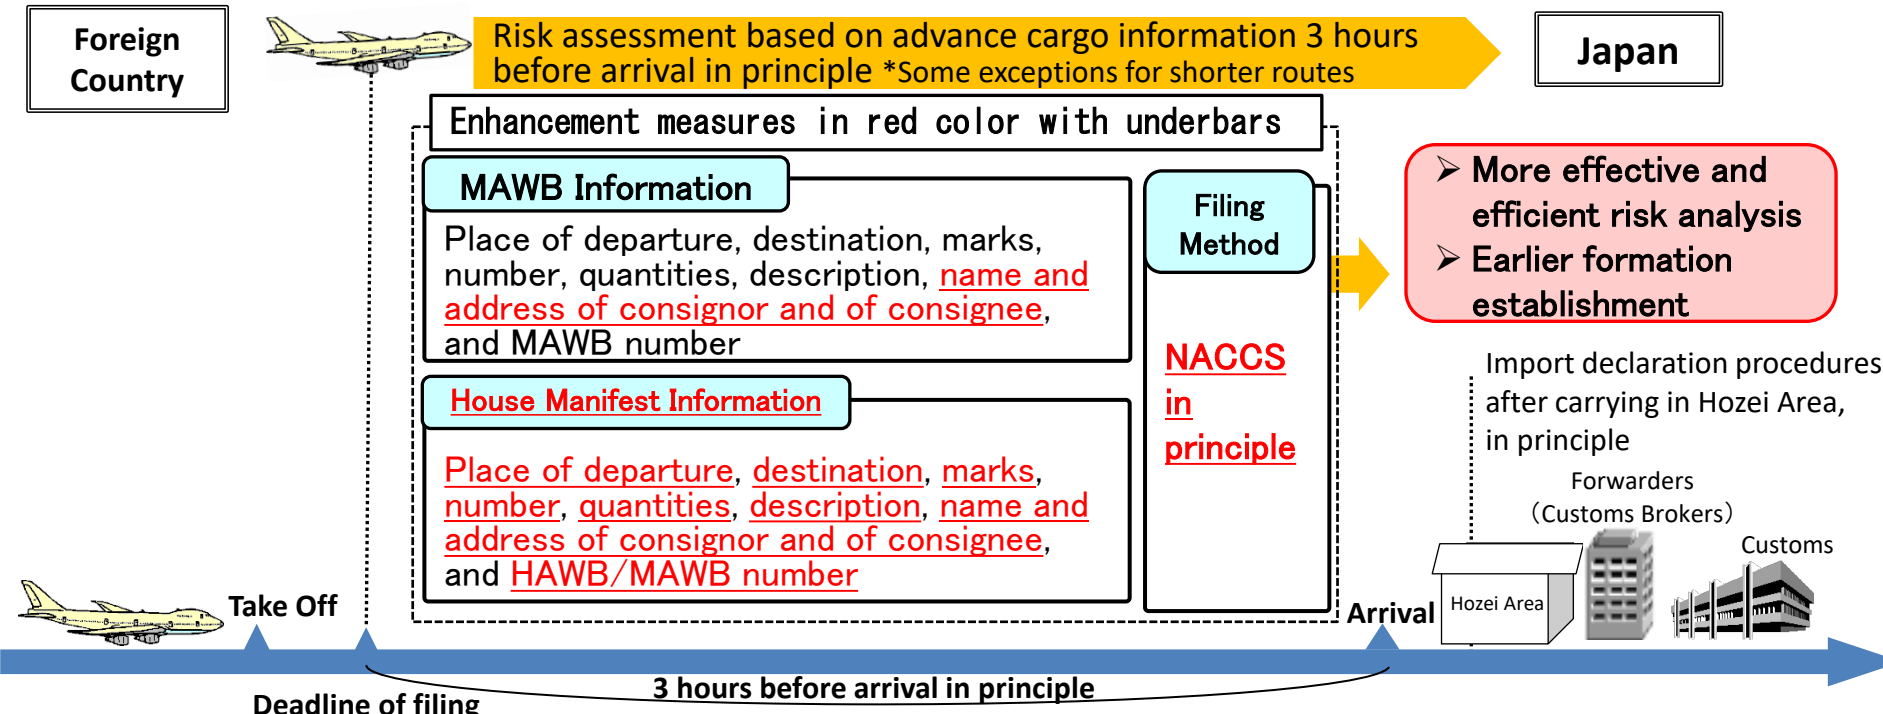 Foreign
Country
Risk assessment based on advance cargo information 3 hours
before arrival in principle *Some exceptions for shorter routes
Japan
Enhancement measures in red color with underbars
MAWB Information
Place of departure, destination, marks,
number, quantities, description, name and
address of consignor and of consignee,
and MAWB number
House Manifest Information
Place of departure, destination, marks,
number, quantities, description, name and
address of consignor and of consignee,
and HAWB/MAWB number
Filing
Method
NACCS
in
principle
➢ More effective and
efficient risk analysis
➢ Earlier formation
establishment
Import declaration procedures
after carrying in Hozei Area,
in principle
Forwarders
（Customs Brokers）
Customs
Hozei Area
Take Off
Arrival
3 hours before arrival in principle
Deadline of filing